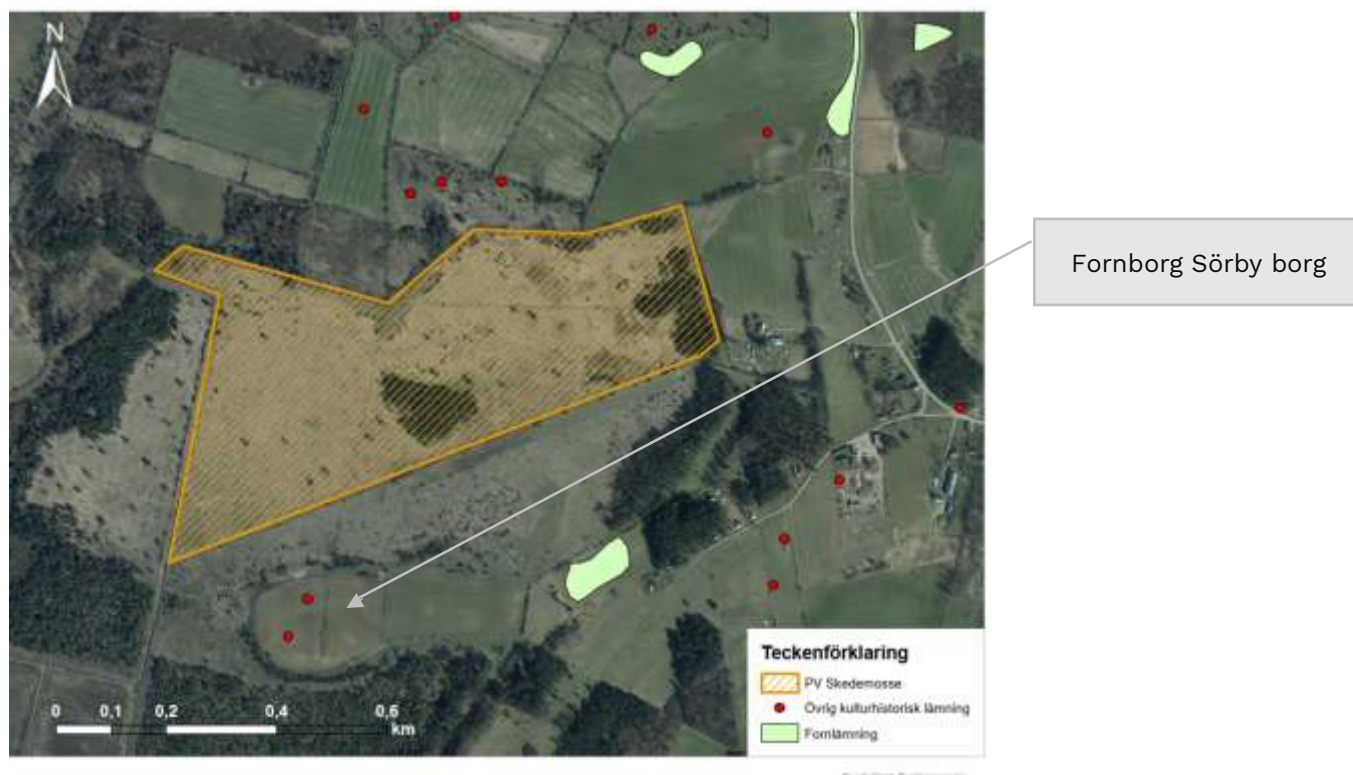 N
Fornborg Sörby borg
Teckenförklaring
PV Skedemosse
Övrig kulturhistorisk lämning
Fornlämning
0 0,1 0,2 0,4 0,6
km